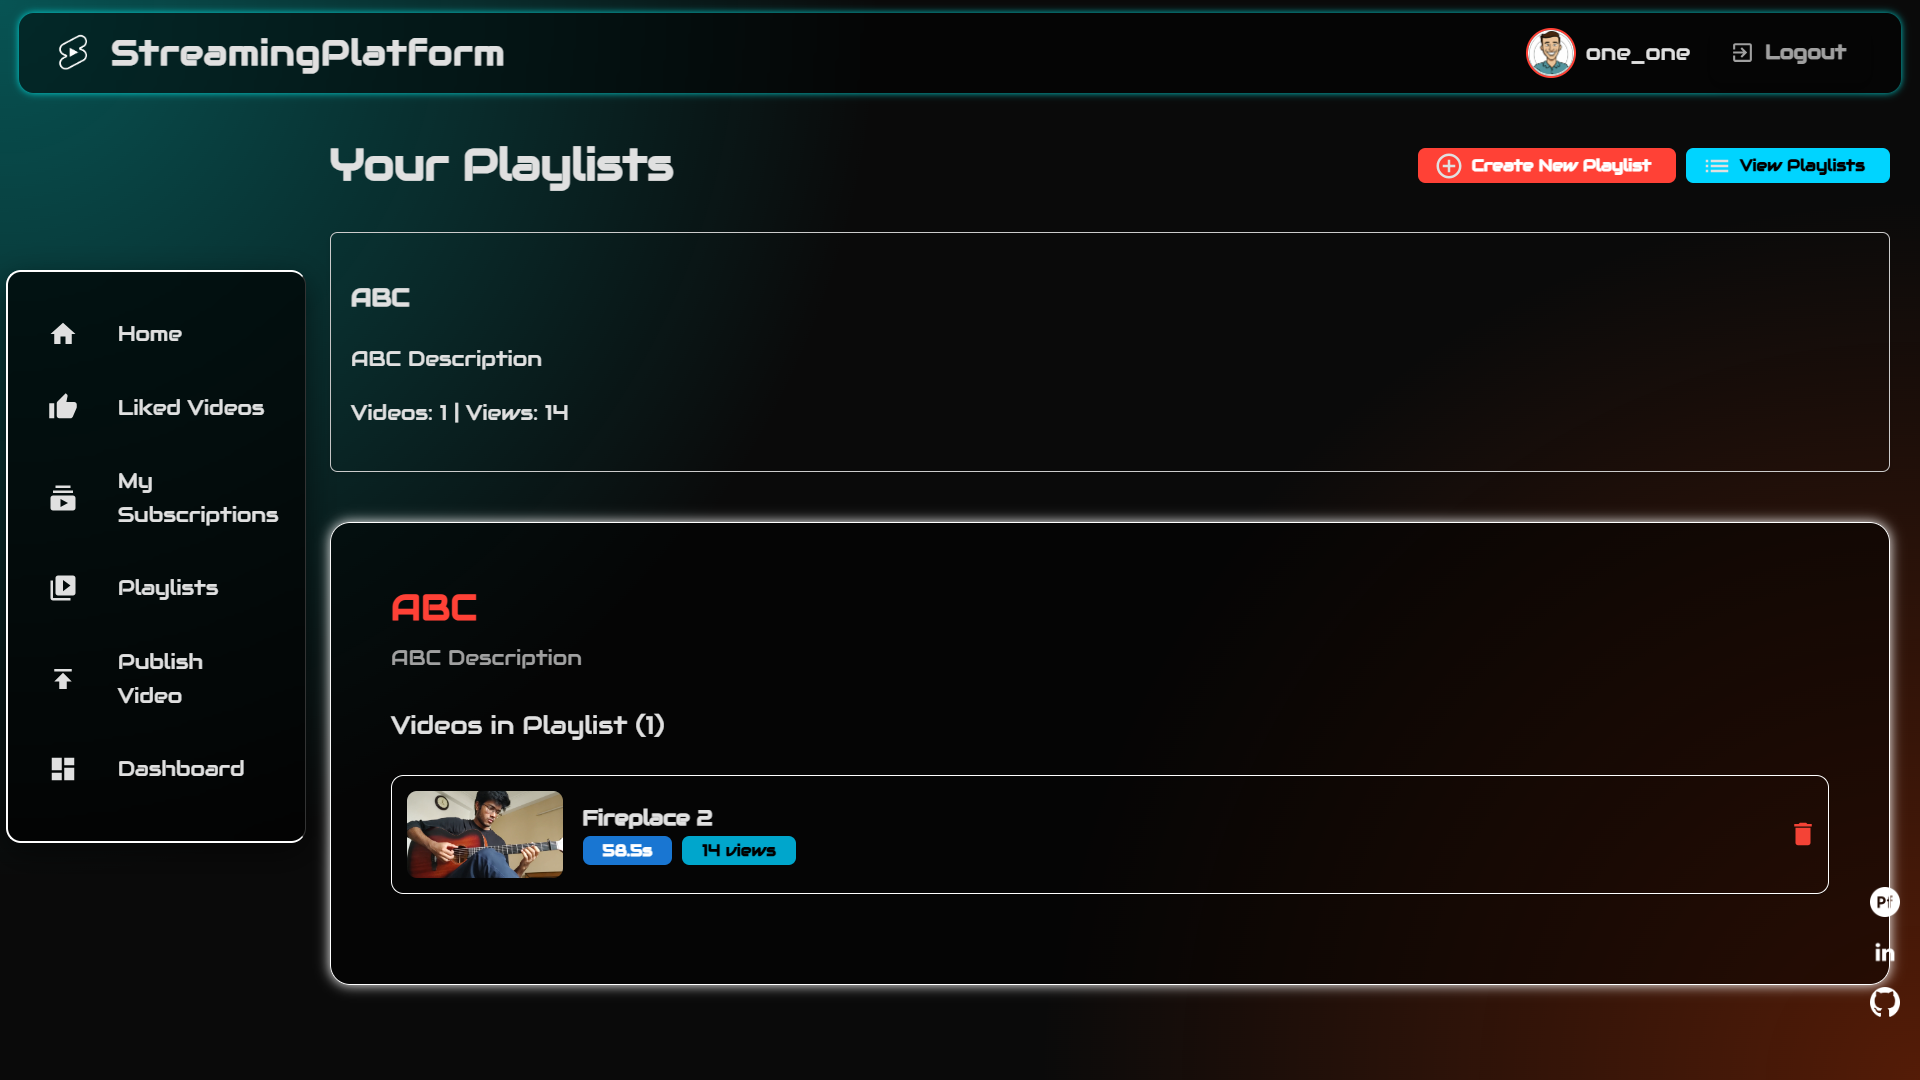 StreamingPlatform
one_one
Logout
Your Playlists
Create New Playlist
View Playlists
Home
Liked Videos
My
Subscriptions
Playlists
Publish
Video
Dashboard
ABC
ABC Description
Videos: 1 | Views: 14
ABC
ABC Description
Videos in Playlist (1)
Fireplace 2
58.5s
14 views
Pf
in